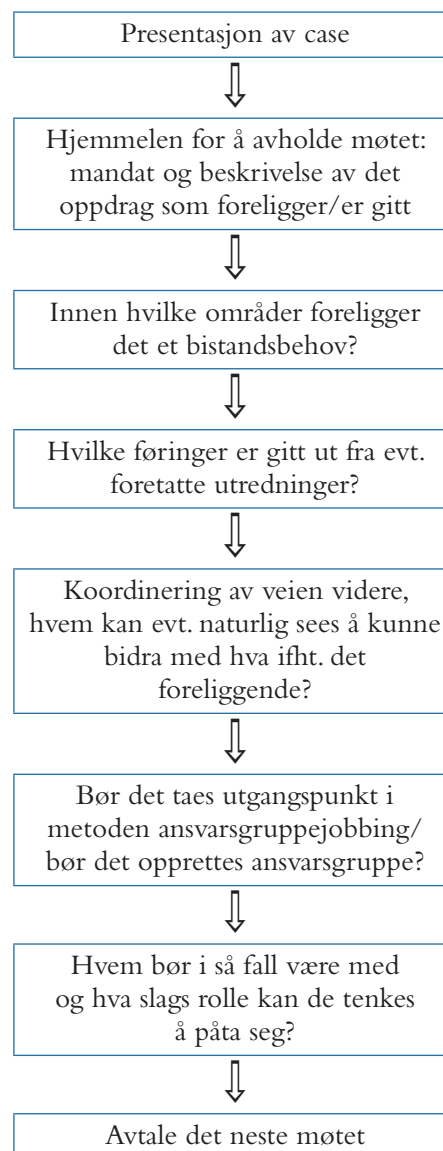 Presentasjon av case
Hjemmelen for å avholde møtet:
mandat og beskrivelse av det
oppdrag som foreligger/er gitt
Innen hvilke områder foreligger
det et bistandsbehov?
Hvilke føringer er gitt ut fra evt.
foretatte utredninger?
Koordinering av veien videre,
hvem kan evt. naturlig sees å kunne
bidra med hva ifht. det
foreliggende?
Bør det taes utgangspunkt i
metoden ansvarsgruppejobbing/
bør det opprettes ansvarsgruppe?
Hvem bør i så fall være med
og hva slags rolle kan de tenkes
å påta seg?
Avtale det neste møtet